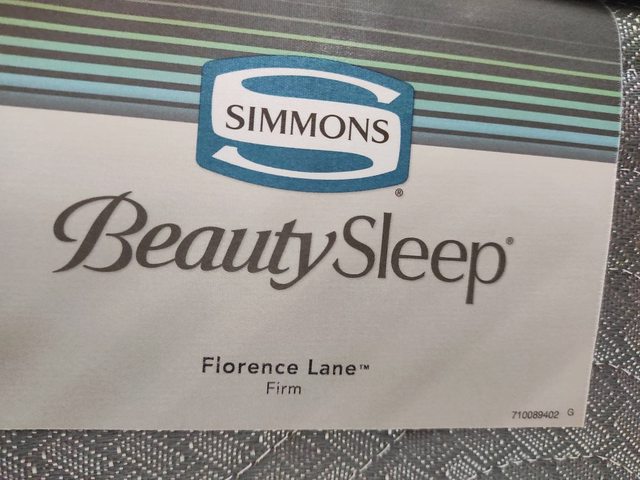 SIMMONS
®
BeautySleep®
Florence Lane™
Firm
710089402 G